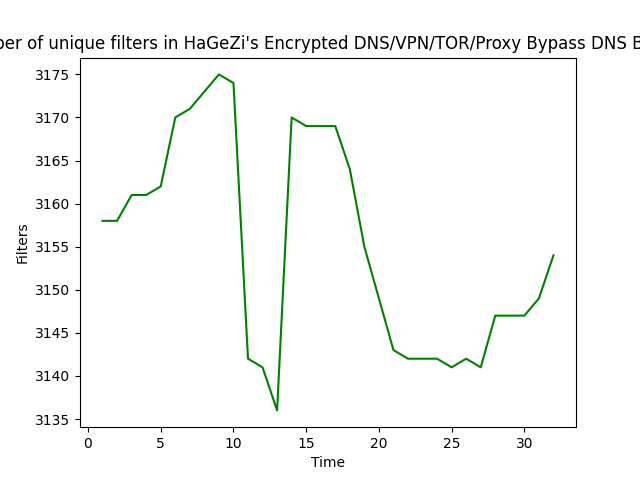 ber of unique filters in HaGeZi's Encrypted DNS/VPN/TOR/Proxy Bypass DNS B
3175
3170
3165
3160
3155
3150
3145
3140
3135
Filters
0 5 10 15 20 25 30
Time